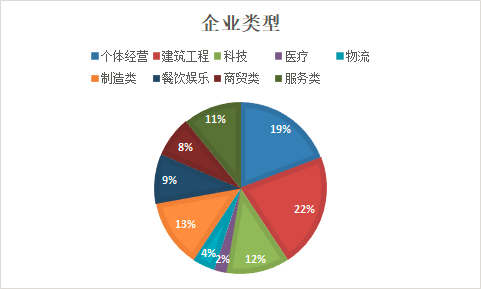 企业类型
个体经营 建筑工程 科技 医疗 物流
制造类 餐饮娱乐 商贸类 服务类
11% 19%
8%
9%
22%
13%
4% 2% 12%